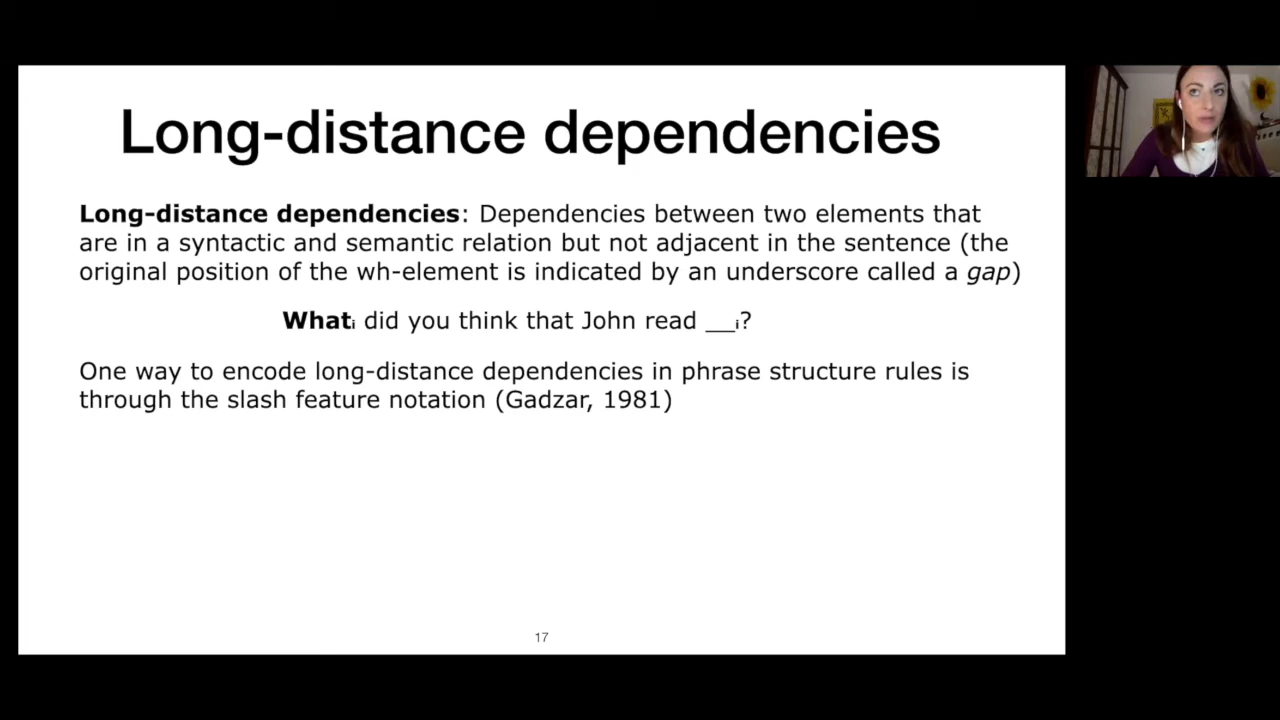 Long-distance dependencies
Long-distance dependencies: Dependencies between two elements that
are in a syntactic and semantic relation but not adjacent in the sentence (the
original position of the wh-element is indicated by an underscore called a gap)
Whatᵢ did you think that John read __ᵢ?
One way to encode long-distance dependencies in phrase structure rules is
through the slash feature notation (Gadzar, 1981)
17